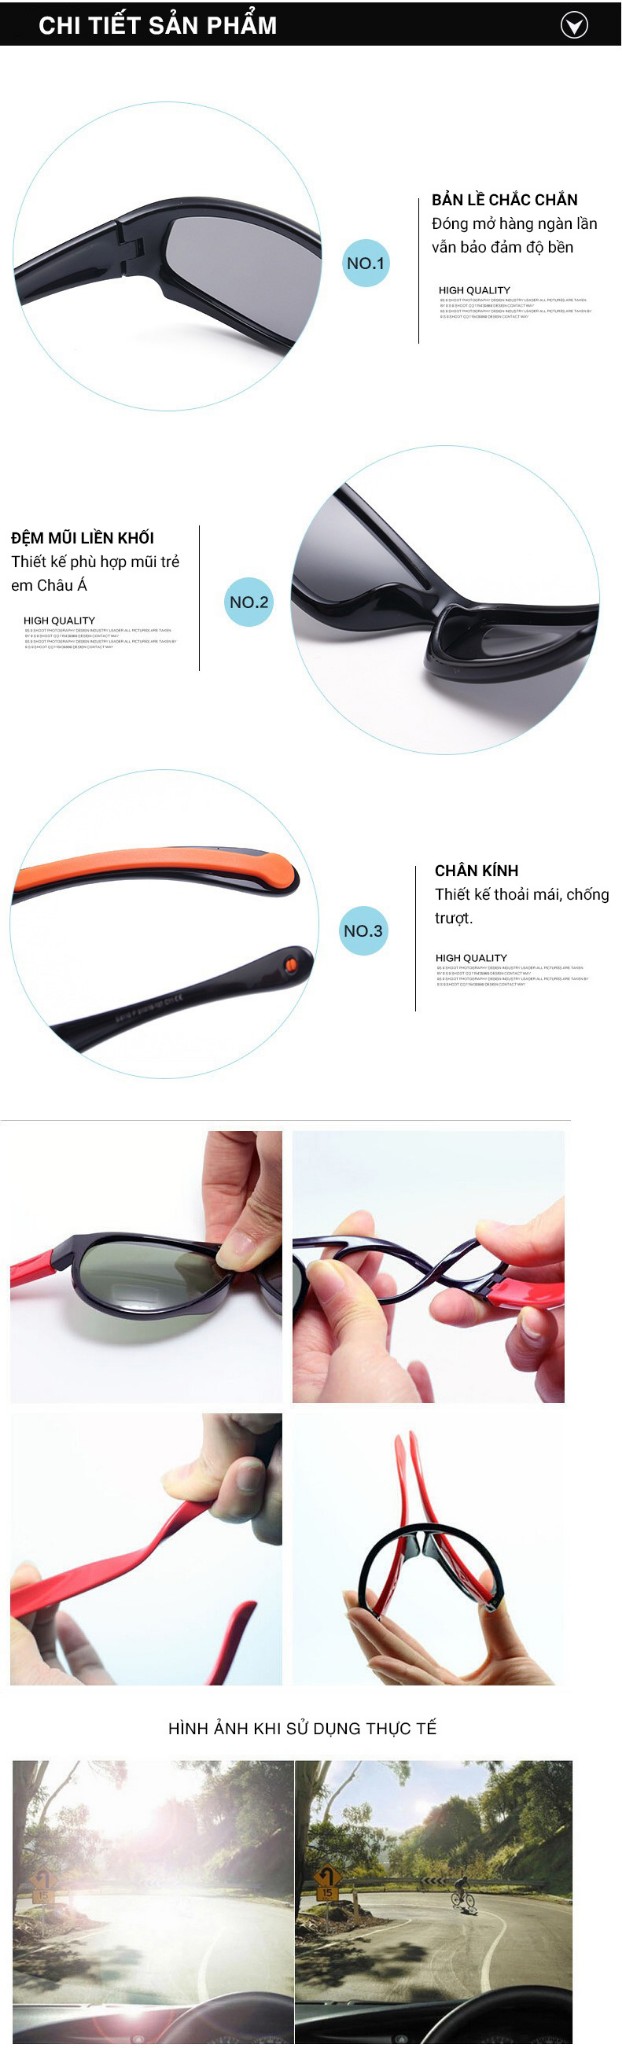 CHI TIẾT SẢN PHẨM
BẢN LỀ CHẮC CHẮN
Đóng mở hàng ngàn lần
vẫn bảo đảm độ bền
NO.1
HIGH QUALITY
ĐỆM MŨI LIỀN KHỐI
Thiết kế phù hợp mũi trẻ
em Châu Á
NO.2
HIGH QUALITY
CHÂN KÍNH
Thiết kế thoải mái, chống
trượt.
NO.3
HIGH QUALITY
HÌNH ẢNH KHI SỬ DỤNG THỰC TẾ
15
15